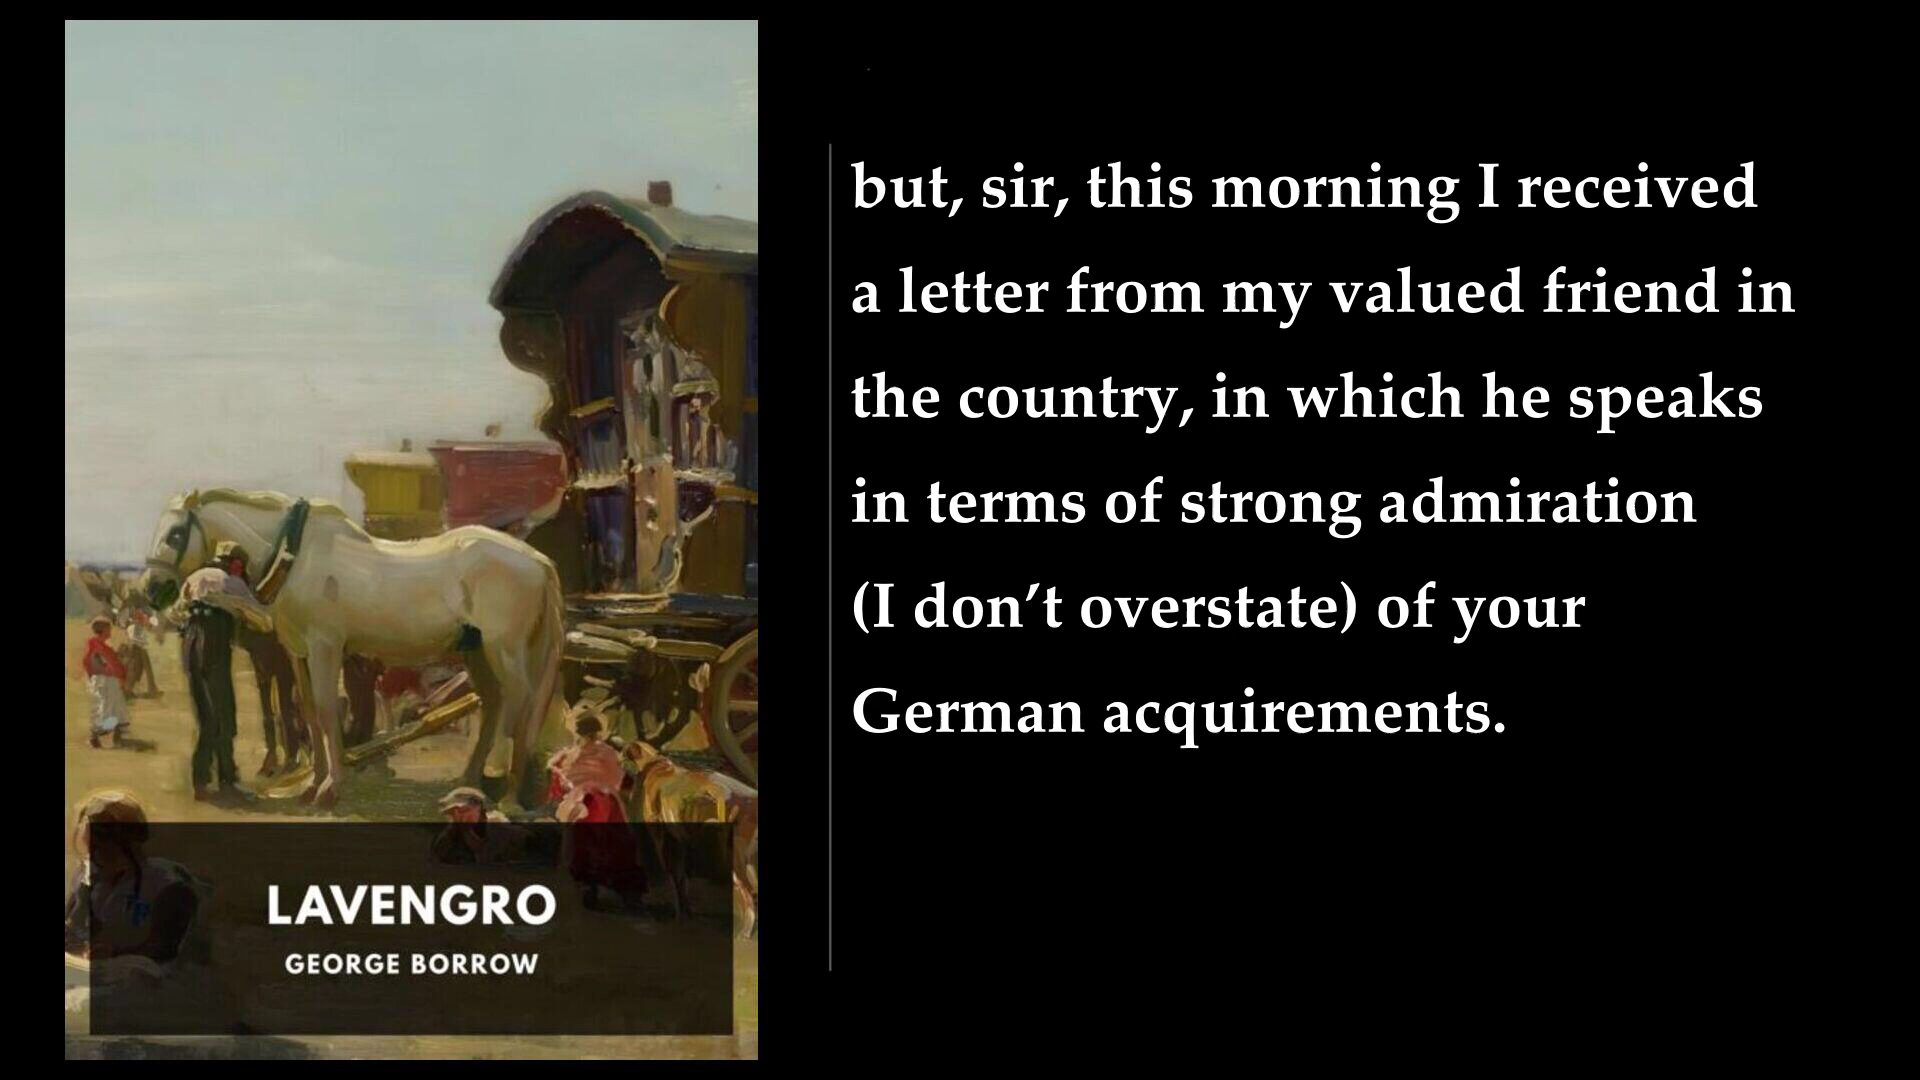 but, sir, this morning I received
a letter from my valued friend in
the country, in which he speaks
in terms of strong admiration
(I don’t overstate) of your
German acquirements.
LAVENGRO
GEORGE BORROW